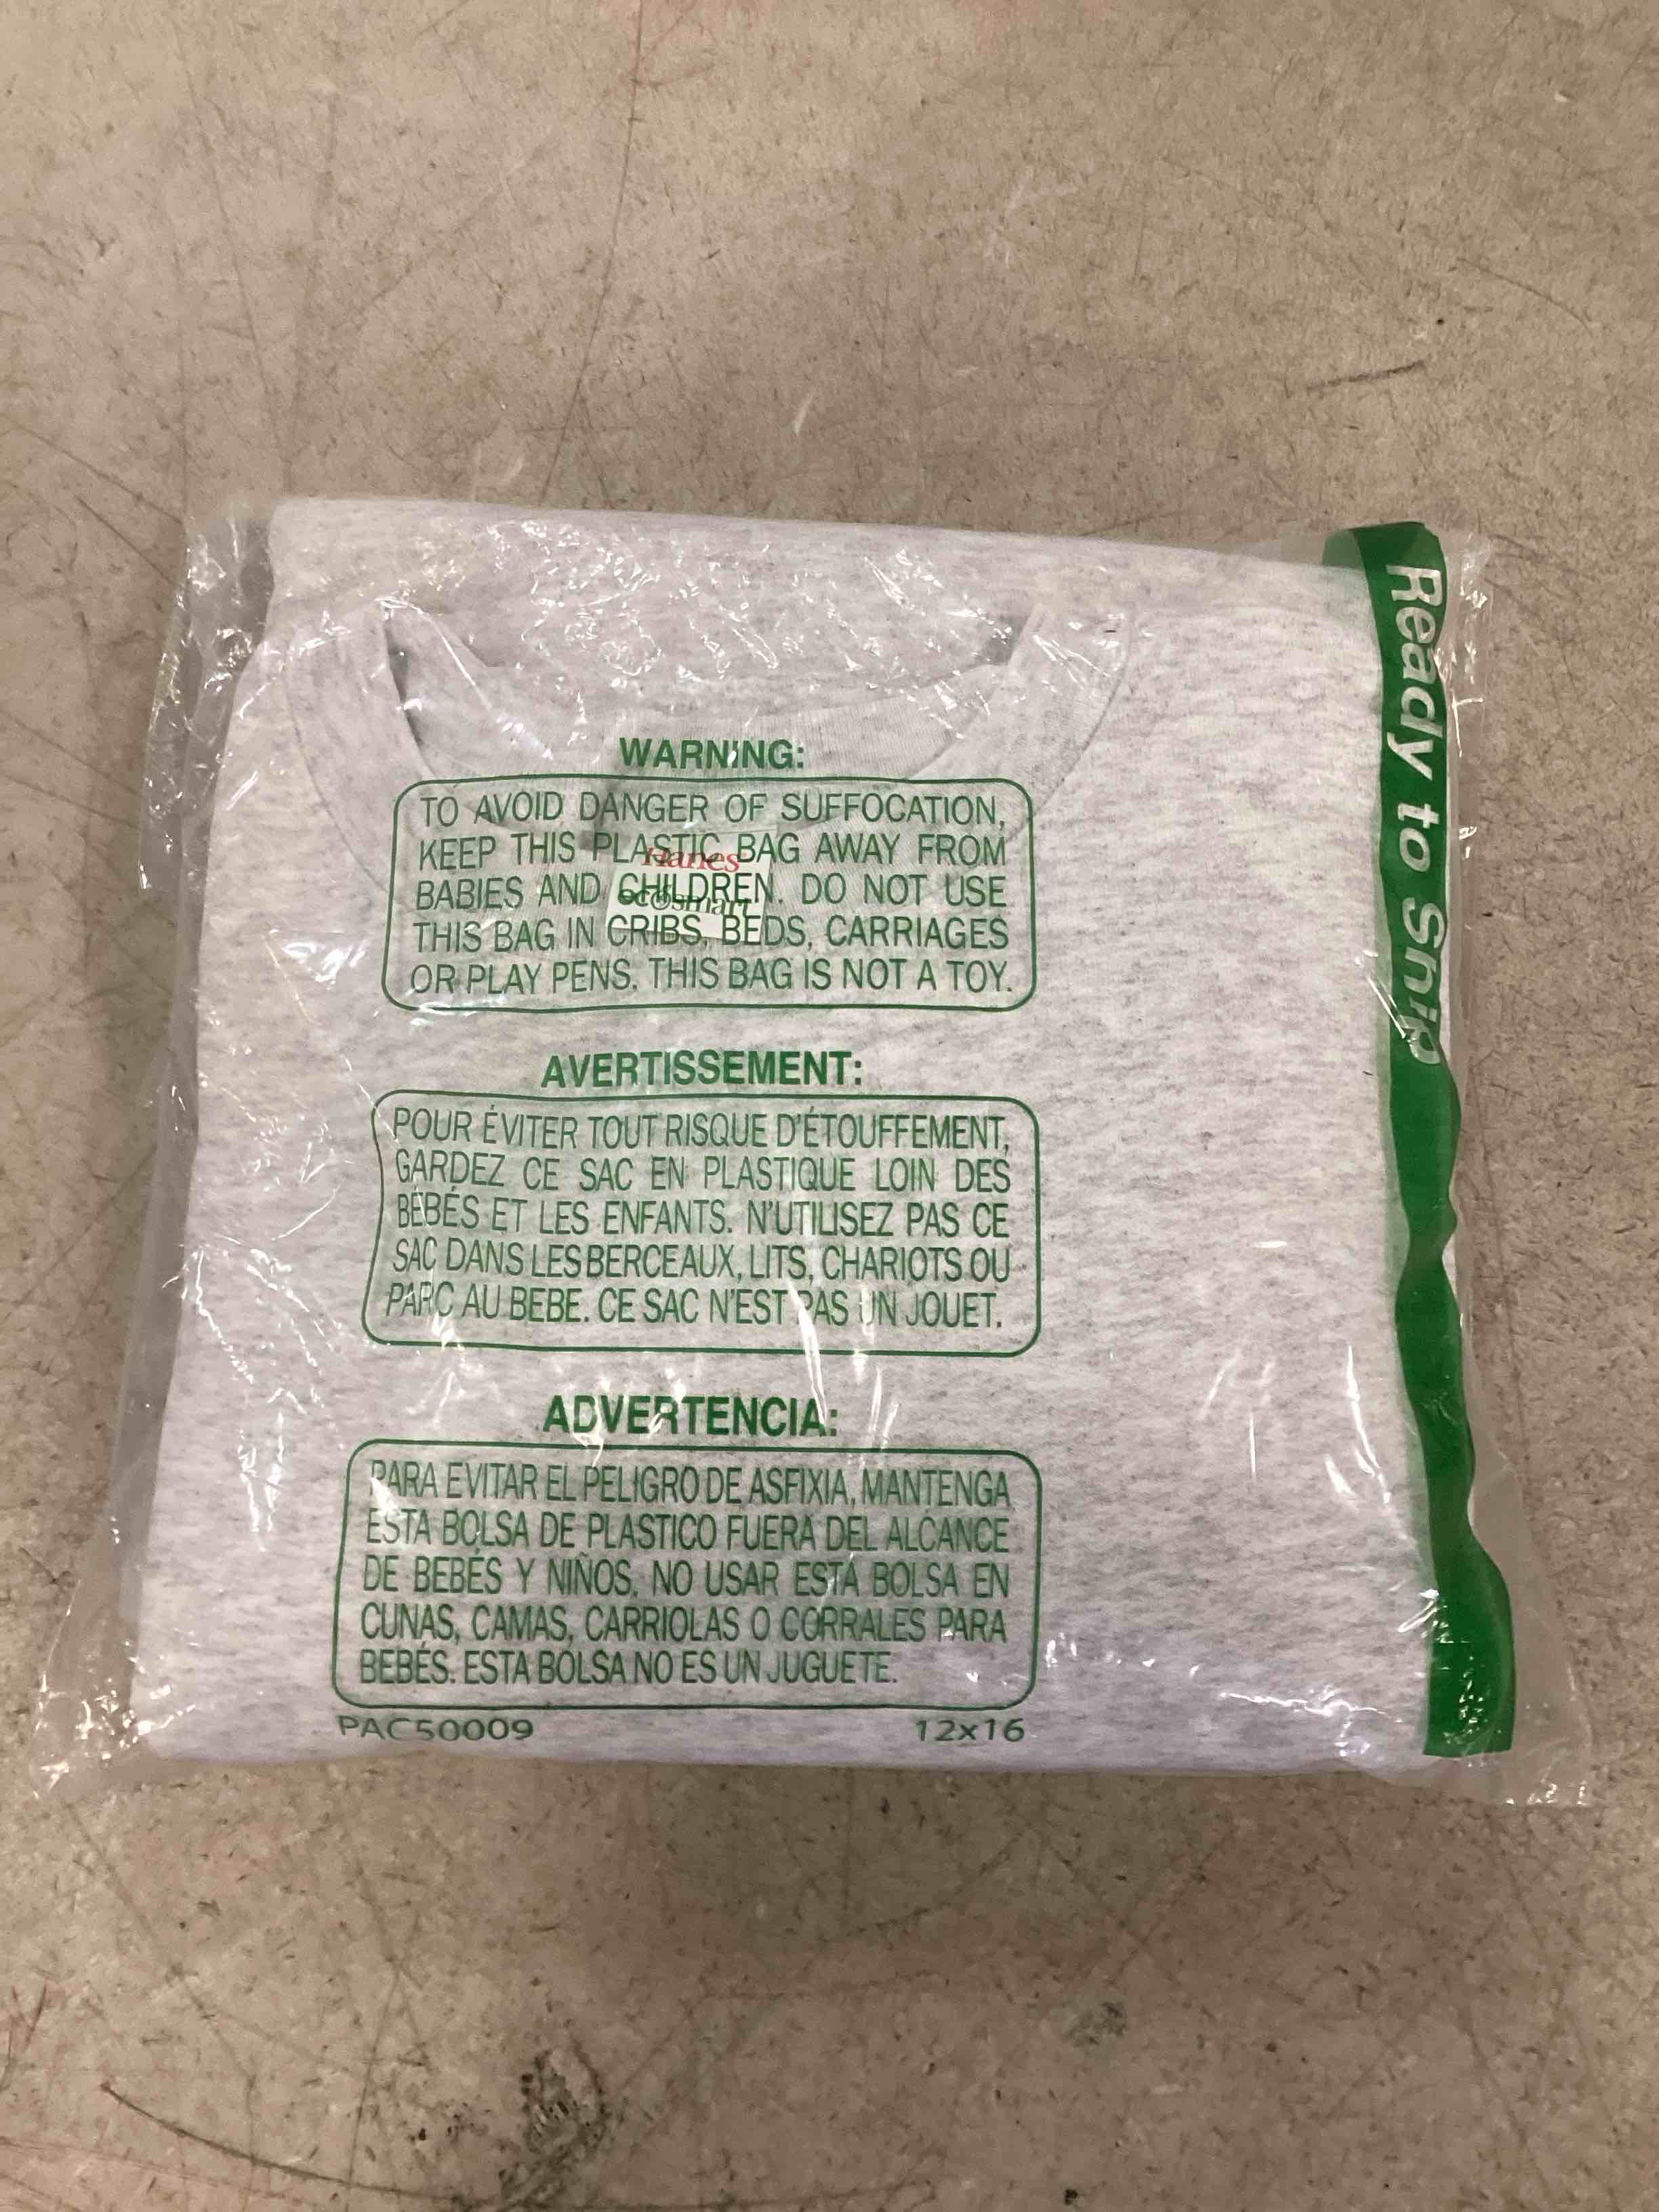 Ready to Ship
WARNING:
TO AVOID DANGER OF SUFFOCATION,
KEEP THIS PLASTIC BAG AWAY FROM
BABIES AND CHILDREN. DO NOT USE
THIS BAG IN CRIBS, BEDS, CARRIAGES
OR PLAY PENS. THIS BAG IS NOT A TOY.
Hanes
ecosmart
AVERTISSEMENT:
POUR ÉVITER TOUT RISQUE D'ÉTOUFFEMENT,
GARDEZ CE SAC EN PLASTIQUE LOIN DES
BÉBÉS ET LES ENFANTS. N'UTILISEZ PAS CE
SAC DANS LES BERCEAUX, LITS, CHARIOTS OU
PARC AU BEBE. CE SAC N'EST PAS UN JOUET.
ADVERTENCIA:
PARA EVITAR EL PELIGRO DE ASFIXIA, MANTENGA
ESTA BOLSA DE PLASTICO FUERA DEL ALCANCE
DE BEBÉS Y NIÑOS. NO USAR ESTÁ BOLSA EN
CUNAS, CAMAS, CARRIOLAS O CORRALES PARA
BEBÉS. ESTA BOLSA NO ES UN JUGUETE.
PAC50009 12x16